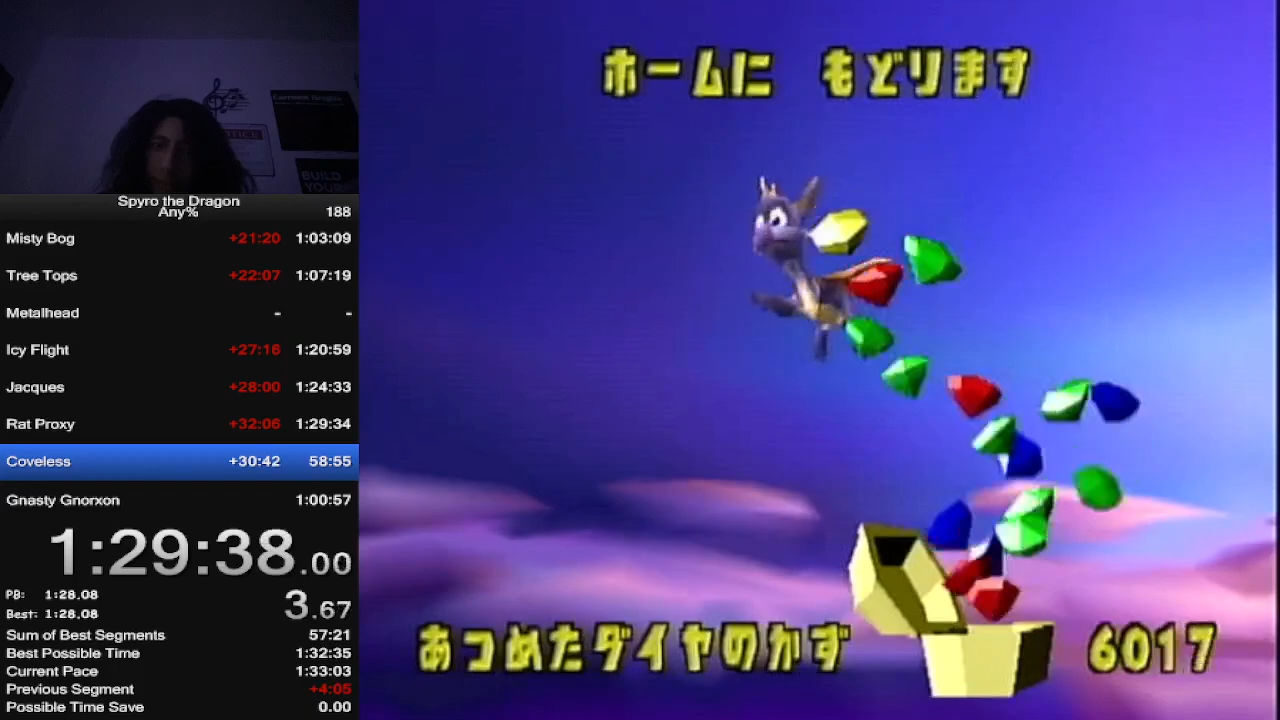 ホームに もどります
Spyro the Dragon
Any% 188
Misty Bog +21:20 1:03:09
Tree Tops +22:07 1:07:19
Metalhead - -
Icy Flight +27:16 1:20:59
Jacques +28:00 1:24:33
Rat Proxy +32:06 1:29:34
Coveless +30:42 58:55
Gnasty Gnorxon 1:00:57
1:29:38.00
PB: 1:28.08
Best: 1:28.08
3.67
Sum of Best Segments 57:21
Best Possible Time 1:32:35
Current Pace 1:33:03
Previous Segment +4:05
Possible Time Save 0.00
あつめたダイヤのかず 6017
BUILD
YOUR